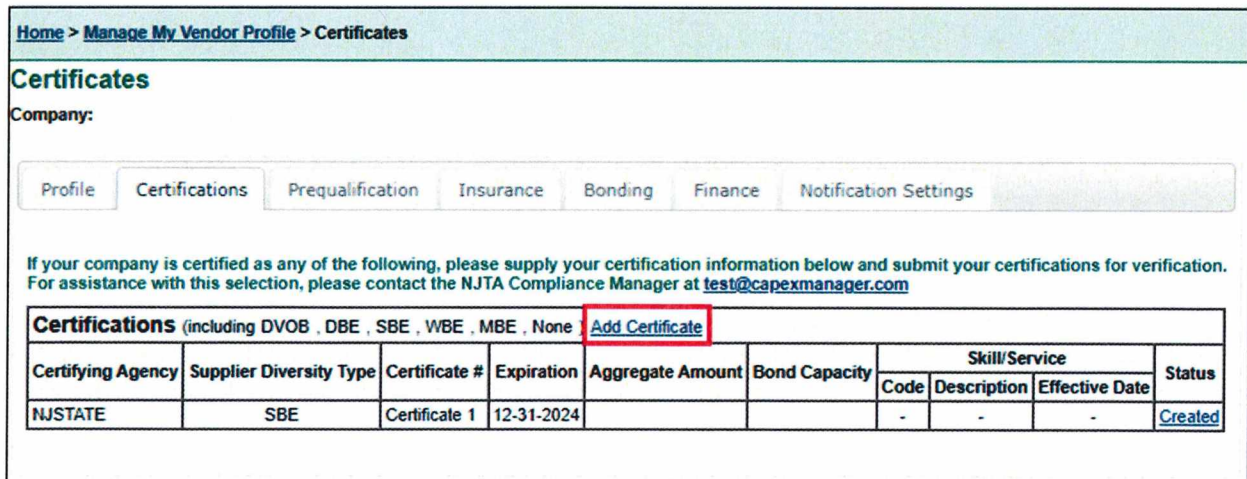 Home > Manage My Vendor Profile > Certificates
Certificates
Company:
Profile Certifications Prequalification Insurance Bonding Finance Notification Settings
If your company is certified as any of the following, please supply your certification information below and submit your certifications for verification.
For assistance with this selection, please contact the NJTA Compliance Manager at test@capexmanager.com
Certifications (including DVOB , DBE , SBE , WBE , MBE , None ) Add Certificate
Certifying Agency Supplier Diversity Type Certificate # Expiration Aggregate Amount Bond Capacity Skill/Service Status
Code Description Effective Date
NJSTATE SBE Certificate 1 12-31-2024 - - - Created